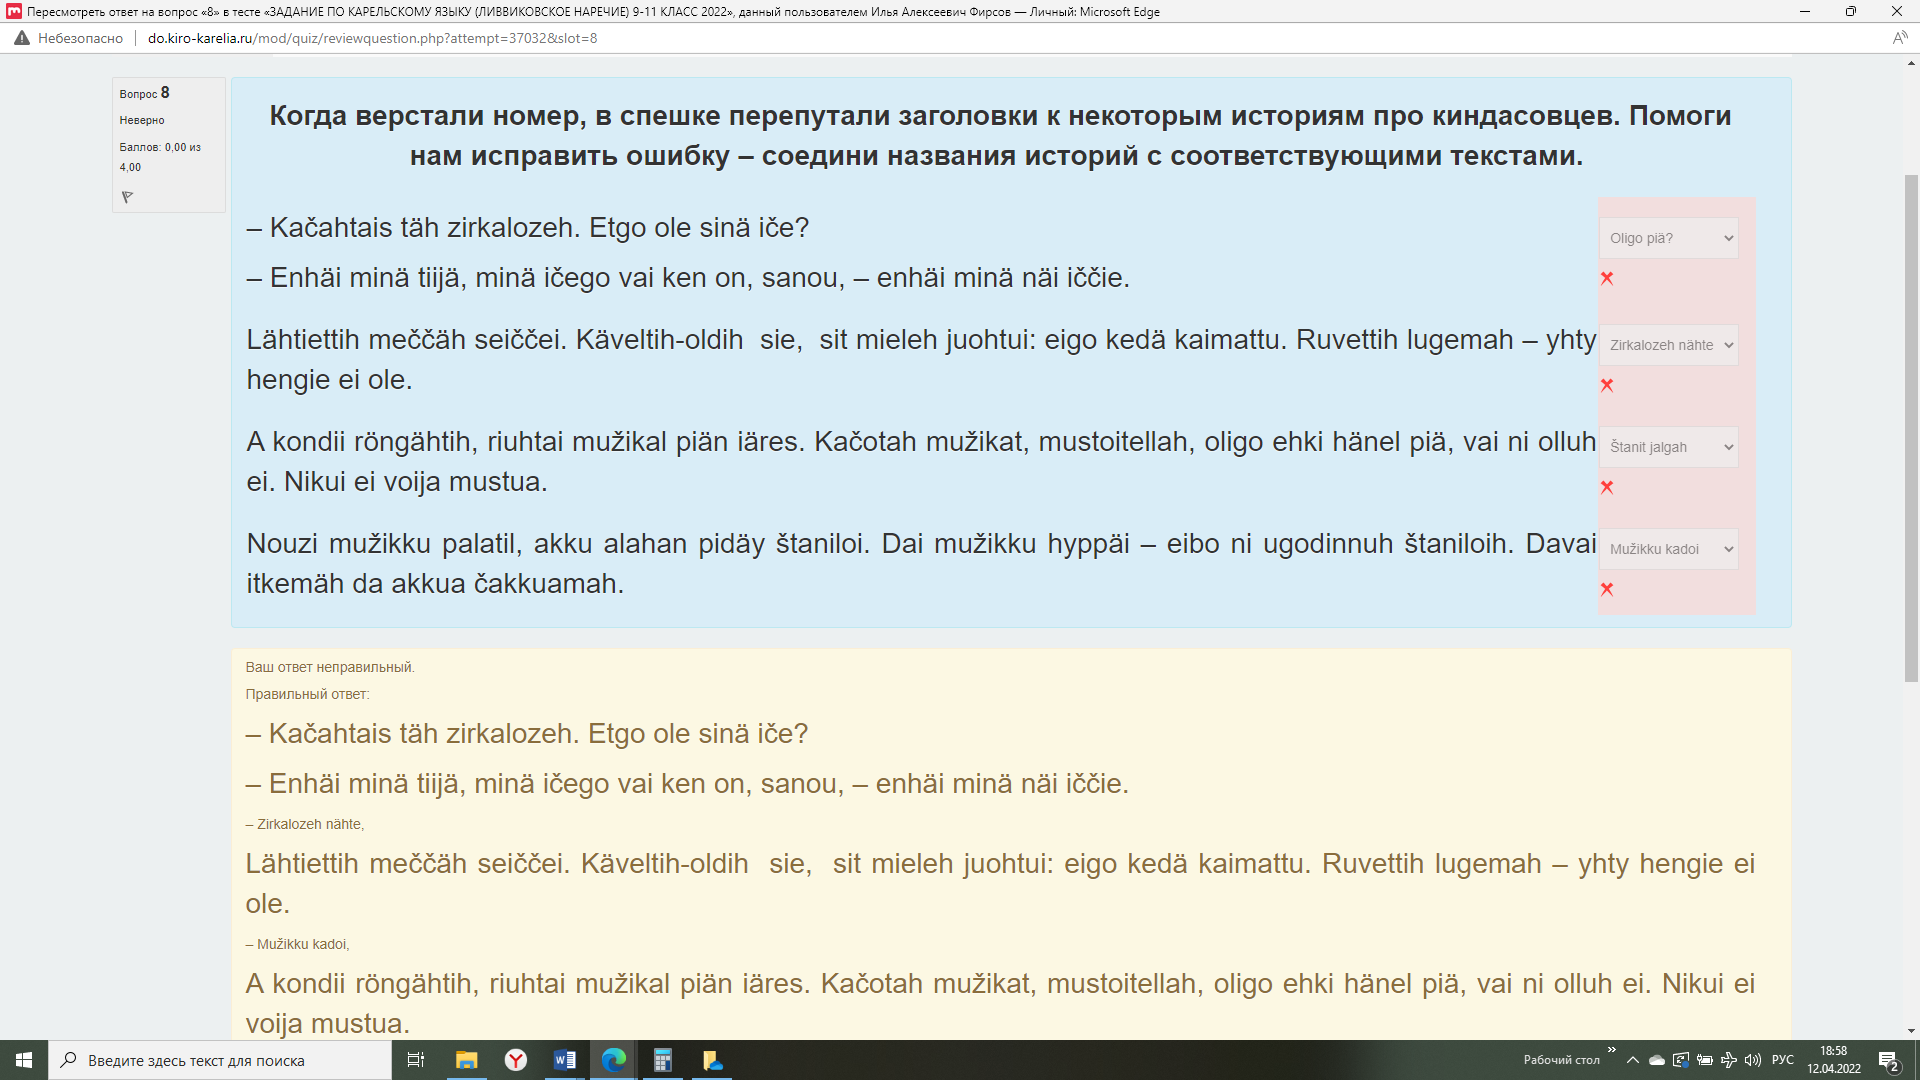 Пересмотреть ответ на вопрос «8» в тесте «ЗАДАНИЕ ПО КАРЕЛЬСКОМУ ЯЗЫКУ (ЛИВВИКОВСКОЕ НАРЕЧИЕ) 9-11 КЛАСС 2022», данный пользователем Илья Алексеевич Фирсов — Личный: Microsoft Edge
Небезопасно
do.kiro-karelia.ru/mod/quiz/reviewquestion.php?attempt=37032&slot=8
Вопрос 8
Неверно
Баллов: 0,00 из
4,00
Когда верстали номер, в спешке перепутали заголовки к некоторым историям про киндасовцев. Помоги
нам исправить ошибку – соедини названия историй с соответствующими текстами.
– Kačahtais täh zirkalozeh. Etgo ole sinä iče?
– Enhäi minä tiijä, minä ičego vai ken on, sanou, – enhäi minä näi iččie.
Oligo piä?
Lähtiettih meččäh seiččei. Käveltih-oldih sie, sit mieleh juohtui: eigo kedä kaimattu. Ruvettih lugemah – yhty
hengie ei ole.
Zirkalozeh nähte
A kondii röngähtih, riuhtai mužikal piän iäres. Kačotah mužikat, mustoitellah, oligo ehki hänel piä, vai ni olluh
ei. Nikui ei voija mustua.
Štanit jalgah
Nouzi mužikku palatil, akku alahan pidäy štaniloi. Dai mužikku hyppäi – eibo ni ugodinnuh štaniloih. Davai
itkemäh da akkua čakkuamah.
Mužikku kadoi
Ваш ответ неправильный.
Правильный ответ:
– Kačahtais täh zirkalozeh. Etgo ole sinä iče?
– Enhäi minä tiijä, minä ičego vai ken on, sanou, – enhäi minä näi iččie.
– Zirkalozeh nähte,
Lähtiettih meččäh seiččei. Käveltih-oldih sie, sit mieleh juohtui: eigo kedä kaimattu. Ruvettih lugemah – yhty hengie ei
ole.
– Mužikku kadoi,
A kondii röngähtih, riuhtai mužikal piän iäres. Kačotah mužikat, mustoitellah, oligo ehki hänel piä, vai ni olluh ei. Nikui ei
voija mustua.
Введите здесь текст для поиска
Рабочий стол
РУС
18:58
12.04.2022
2